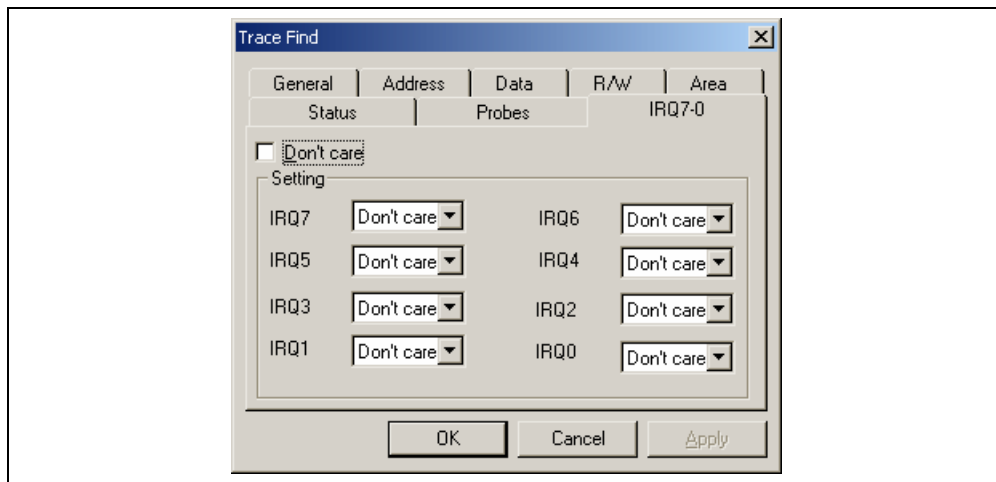 Trace Find
General Address Data R/W Area
Status Probes IRQ7-0
Don't care
Setting
IRQ7 Don't care IRQ6 Don't care
IRQ5 Don't care IRQ4 Don't care
IRQ3 Don't care IRQ2 Don't care
IRQ1 Don't care IRQ0 Don't care
OK Cancel Apply